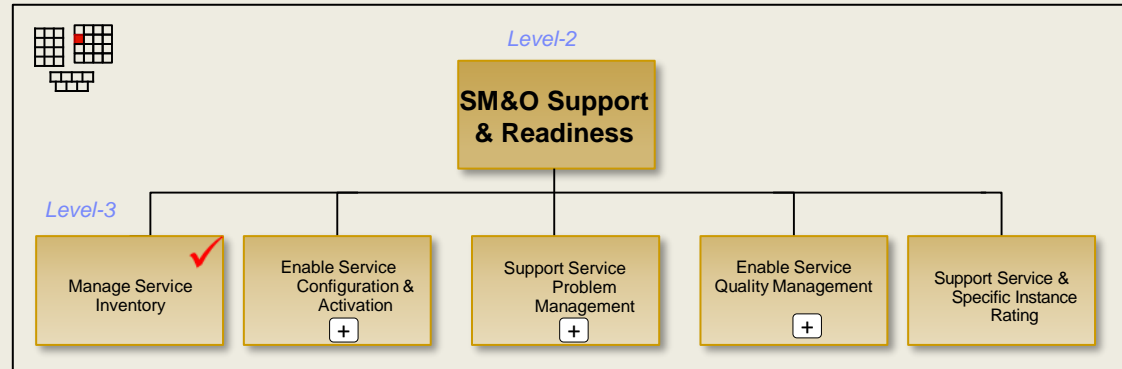 Level-2
SM&O Support
& Readiness
Level-3
Manage Service
Inventory
Enable Service
Configuration &
Activation
+
Support Service
Problem
Management
+
Enable Service
Quality Management
+
Support Service &
Specific Instance
Rating